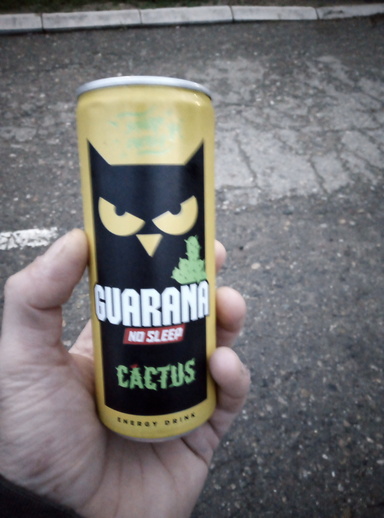 GUARANA
NO SLEEP
CACTUS
ENERGY DRINK